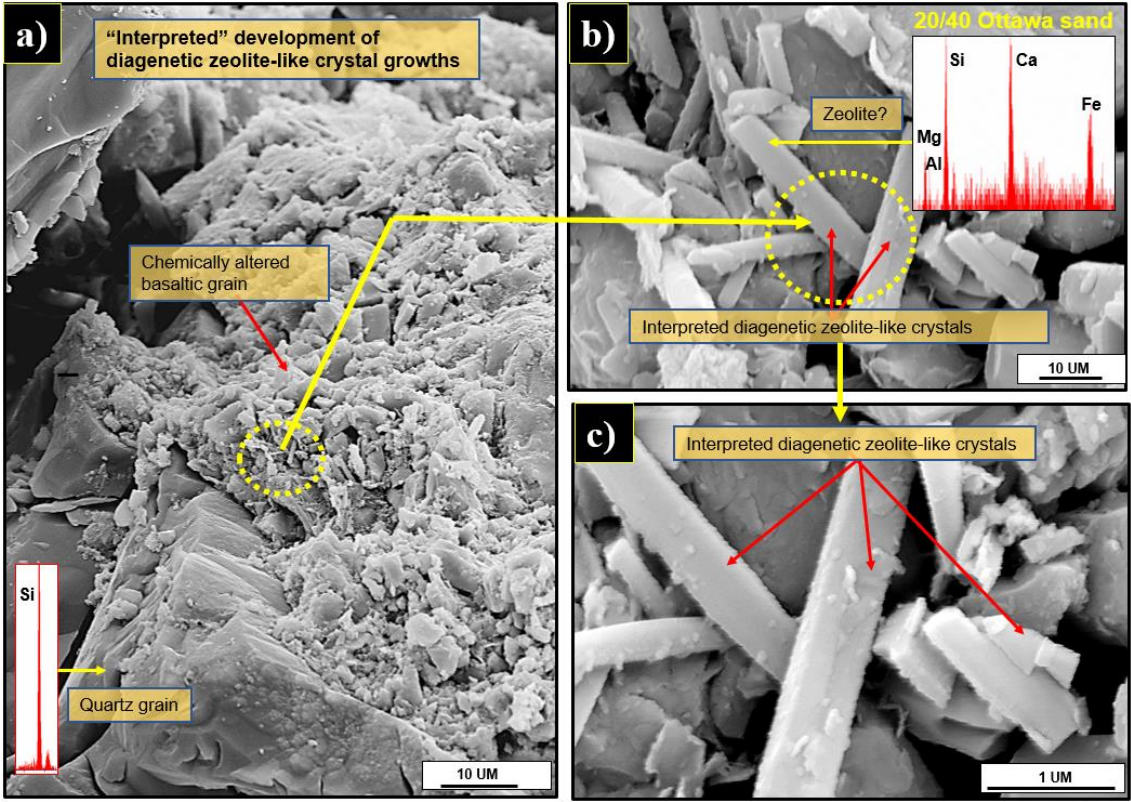 a)
“Interpreted” development of
diagenetic zeolite-like crystal growths
Chemically altered
basaltic grain
Si
Quartz grain
10 UM
b)
20/40 Ottawa sand
Si
Ca
Fe
Mg
Al
Zeolite?
Interpreted diagenetic zeolite-like crystals
10 UM
c)
Interpreted diagenetic zeolite-like crystals
1 UM